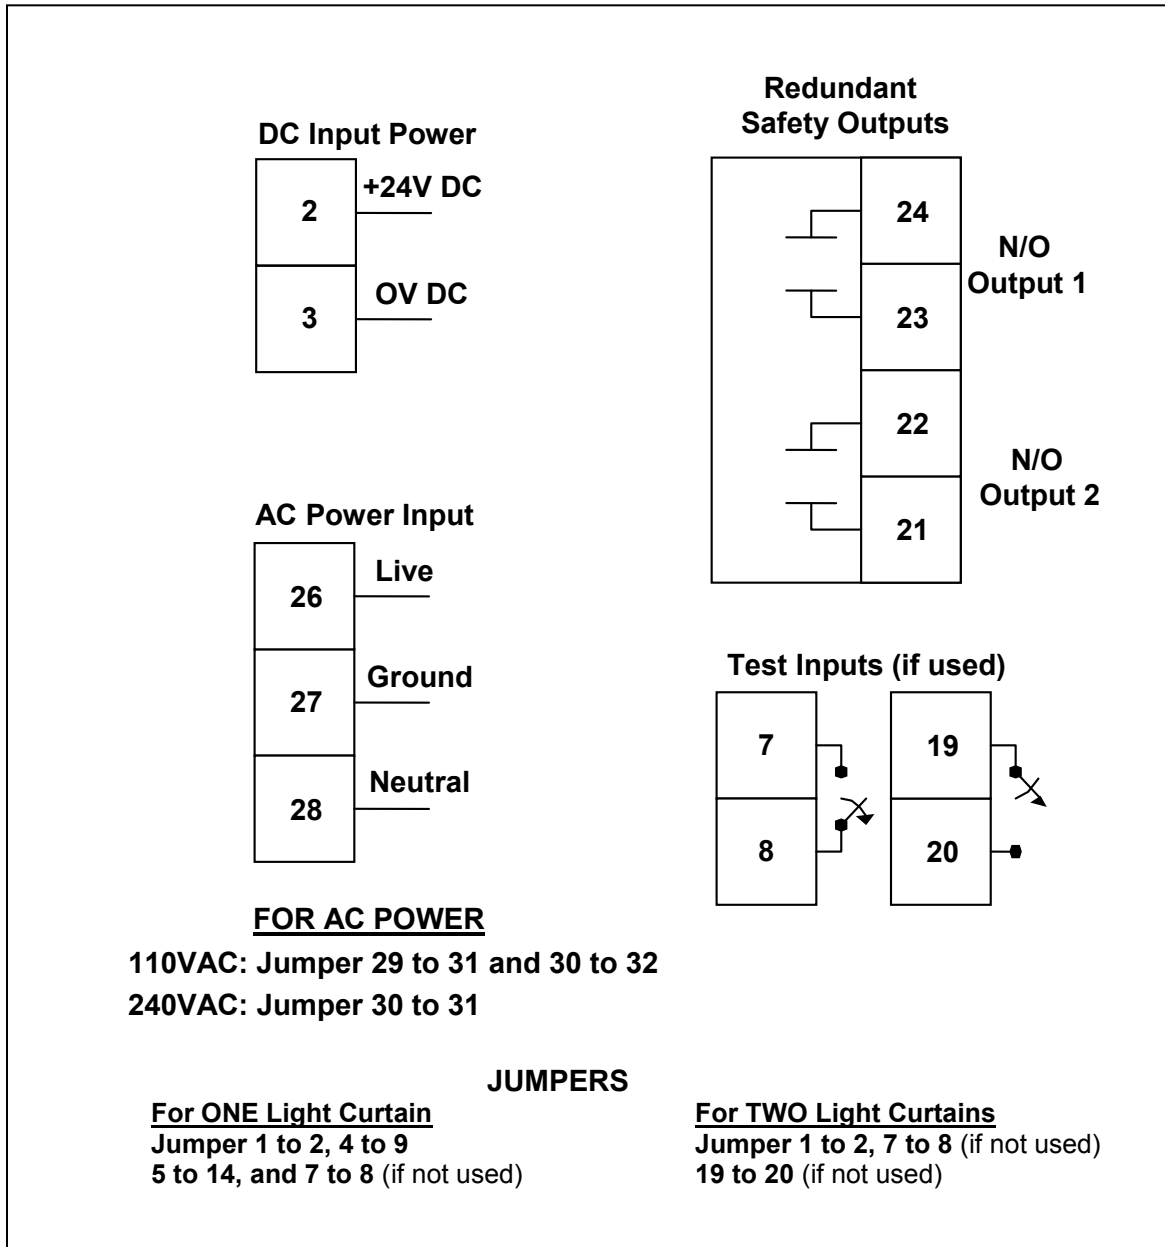 DC Input Power
2
+24V DC
3
OV DC
Redundant
Safety Outputs
24
23
22
21
N/O
Output 1
N/O
Output 2
AC Power Input
26
Live
27
Ground
28
Neutral
Test Inputs (if used)
7
8
19
20
FOR AC POWER
110VAC: Jumper 29 to 31 and 30 to 32
240VAC: Jumper 30 to 31
JUMPERS
For ONE Light Curtain
Jumper 1 to 2, 4 to 9
5 to 14, and 7 to 8 (if not used)
For TWO Light Curtains
Jumper 1 to 2, 7 to 8 (if not used)
19 to 20 (if not used)